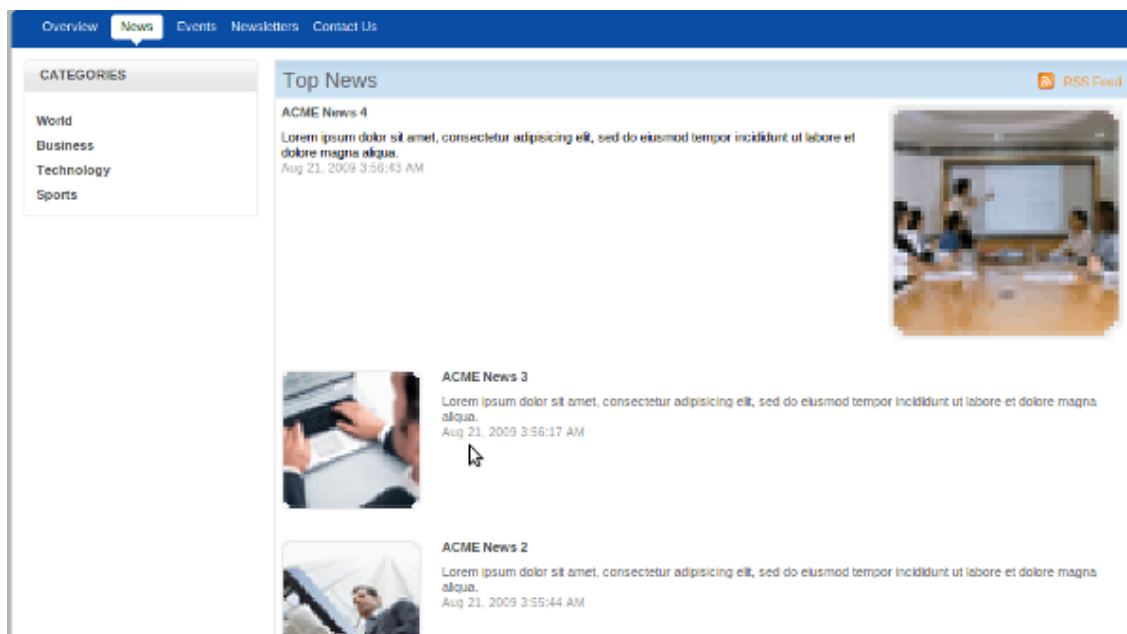 Overview News Events Newsletters Contact Us
CATEGORIES
World
Business
Technology
Sports
Top News
RSS Feed
ACME News 4
Lorem ipsum dolor sit amet, consectetur adipisicing elit, sed do eiusmod tempor incididunt ut labore et
dolore magna aliqua.
Aug 21, 2009 3:56:43 AM
ACME News 3
Lorem ipsum dolor sit amet, consectetur adipisicing elit, sed do eiusmod tempor incididunt ut labore et dolore magna
aliqua.
Aug 21, 2009 3:56:17 AM
ACME News 2
Lorem ipsum dolor sit amet, consectetur adipisicing elit, sed do eiusmod tempor incididunt ut labore et dolore magna
aliqua.
Aug 21, 2009 3:55:44 AM